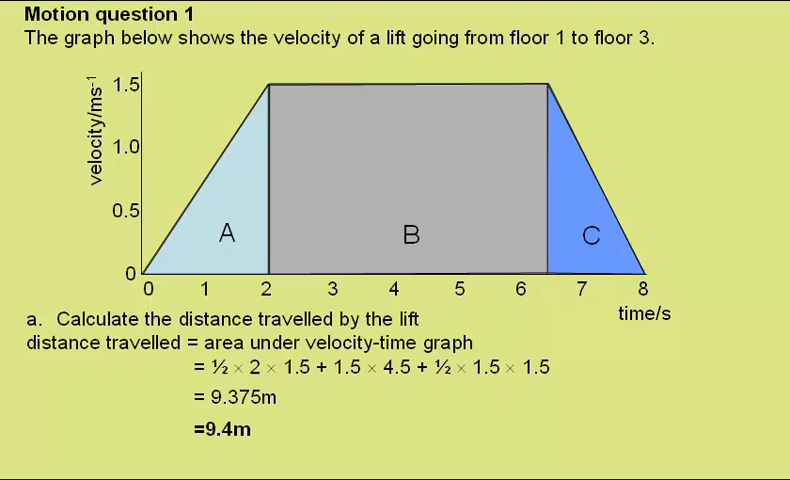 Motion question 1
The graph below shows the velocity of a lift going from floor 1 to floor 3.
velocity/ms⁻¹
1.5
1.0
0.5
0
A
B
C
0 1 2 3 4 5 6 7 8
time/s
a. Calculate the distance travelled by the lift
distance travelled = area under velocity-time graph
= ½ × 2 × 1.5 + 1.5 × 4.5 + ½ × 1.5 × 1.5
= 9.375m
=9.4m